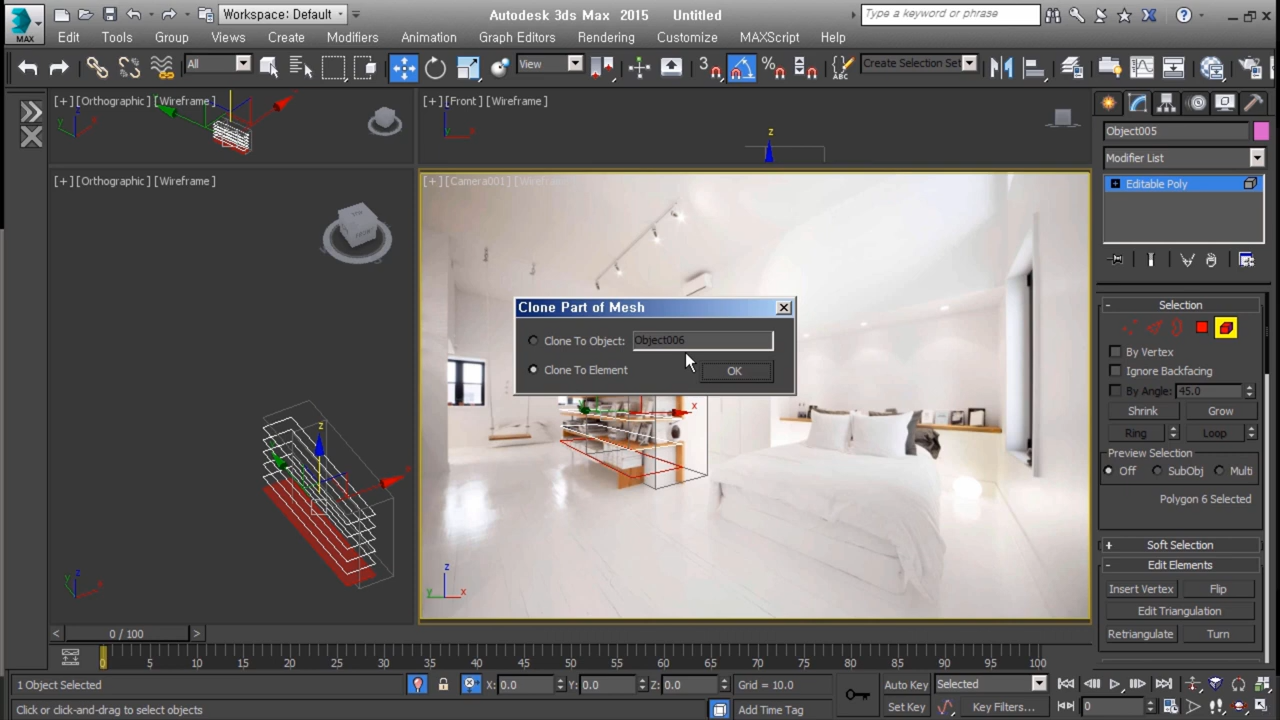 Workspace: Default
Autodesk 3ds Max 2015 Untitled
Type a keyword or phrase
MAX
Edit Tools Group Views Create Modifiers Animation Graph Editors Rendering Customize MAXScript Help
All
View
3
ABC
Create Selection Set
[+] [Orthographic] [Wireframe]
[+] [Front] [Wireframe]
z
Object005
Modifier List
Editable Poly
[+] [Orthographic] [Wireframe]
[+] [Camera001] [Wireframe]
Clone Part of Mesh
Clone To Object: Object006
Clone To Element
OK
- Selection
By Vertex
Ignore Backfacing
By Angle: 45.0
Shrink Grow
Ring Loop
Preview Selection
Off SubObj Multi
Polygon 6 Selected
+ Soft Selection
- Edit Elements
Insert Vertex Flip
Edit Triangulation
Retriangulate Turn
x
z
z
x
y
< 0 / 100 >
0 5 10 15 20 25 30 35 40 45 50 55 60 65 70 75 80 85 90 95 100
1 Object Selected
X: 0.0 Y: 0.0 Z: 0.0 Grid = 10.0
Auto Key Selected
Click or click-and-drag to select objects
Add Time Tag
Set Key Key Filters...
0